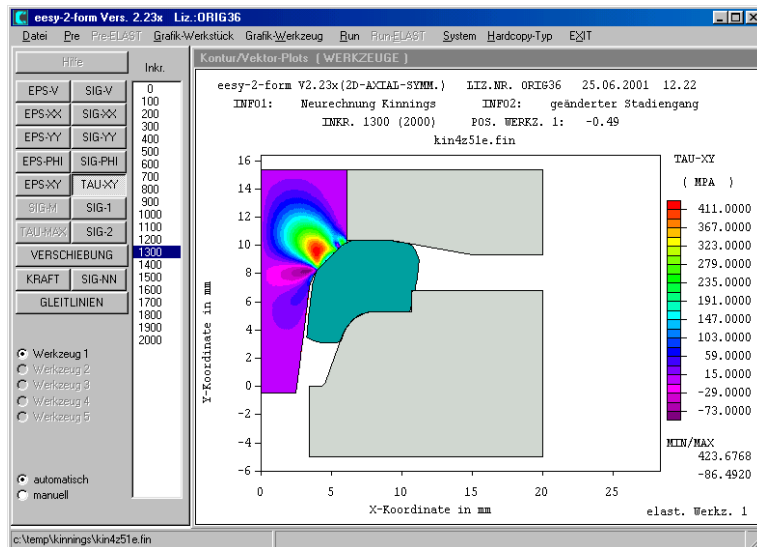 eesy-2-form Vers. 2.23x Liz.:ORIG36
Datei Pre Pre-ELAST Grafik-Werkstück Grafik-Werkzeug Run Run-ELAST System Hardcopy-Typ EXIT
Hilfe
Inkr.
EPS-V SIG-V
EPS-XX SIG-XX
EPS-YY SIG-YY
EPS-PHI SIG-PHI
EPS-XY TAU-XY
SIG-M SIG-1
TAU-MAX SIG-2
VERSCHIEBUNG
KRAFT SIG-NN
GLEITLINIEN
Werkzeug 1
Werkzeug 2
Werkzeug 3
Werkzeug 4
Werkzeug 5
automatisch
manuell
0
100
200
300
400
500
600
700
800
900
1000
1100
1200
1300
1400
1500
1600
1700
1800
1900
2000
Kontur/Vektor-Plots ( WERKZEUGE )
eesy-2-form V2.23x(2D-AXIAL-SYMM.) LIZ.NR. ORIG36 25.06.2001 12.22
INFO1: Neurechnung Kinnings INFO2: geänderter Stadiengang
INKR. 1300 (2000) POS. WERKZ. 1: -0.49
kin4z51e.fin
Y-Koordinate in mm
16
14
12
10
8
6
4
2
0
-2
-4
-6
0 5 10 15 20 25
X-Koordinate in mm
TAU-XY
( MPA )
411.0000
367.0000
323.0000
279.0000
235.0000
191.0000
147.0000
103.0000
59.0000
15.0000
-29.0000
-73.0000
MIN/MAX
423.6768
-86.4920
elast. Werkz. 1
c:\temp\kinnings\kin4z51e.fin